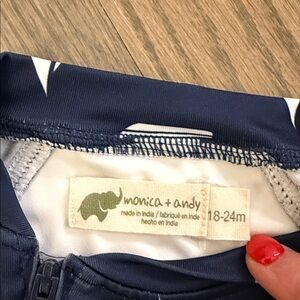 monica + andy
made in India / fabriqué en Inde
hecho en India
18-24m